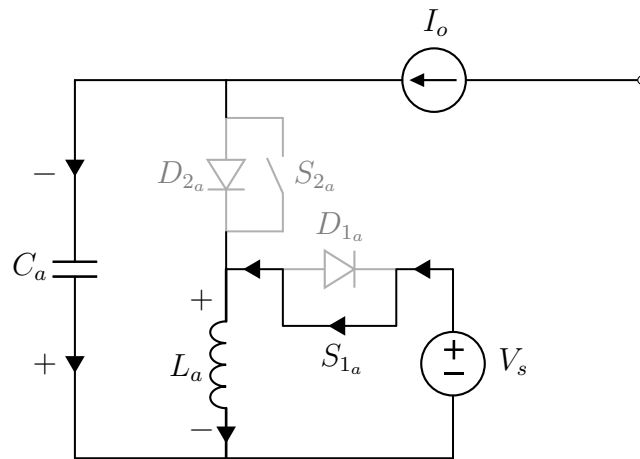 I_o
−
D_{2_a}
S_{2_a}
D_{1_a}
C_a
+
+
L_a
S_{1_a}
+
−
V_s
−